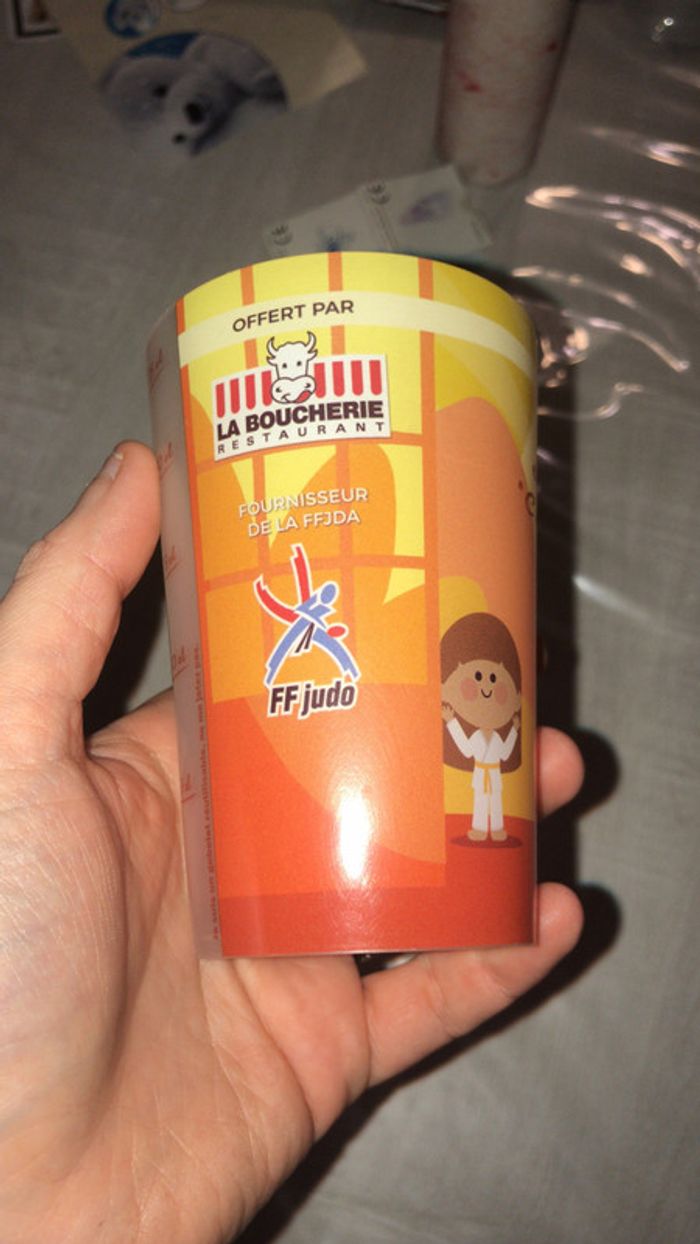 OFFERT PAR
LA BOUCHERIE
RESTAURANT
FOURNISSEUR
DE LA FFJDA
FF judo